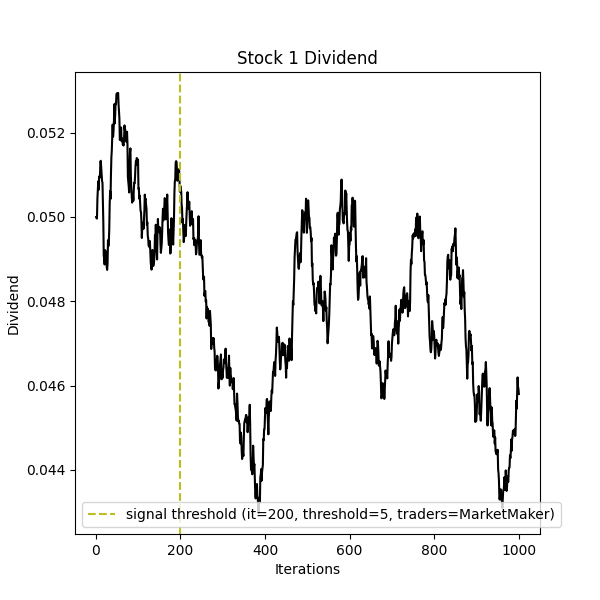 Stock 1 Dividend
0.052
0.050
0.048
0.046
0.044
Dividend
signal threshold (it=200, threshold=5, traders=MarketMaker)
0 200 400 600 800 1000
Iterations